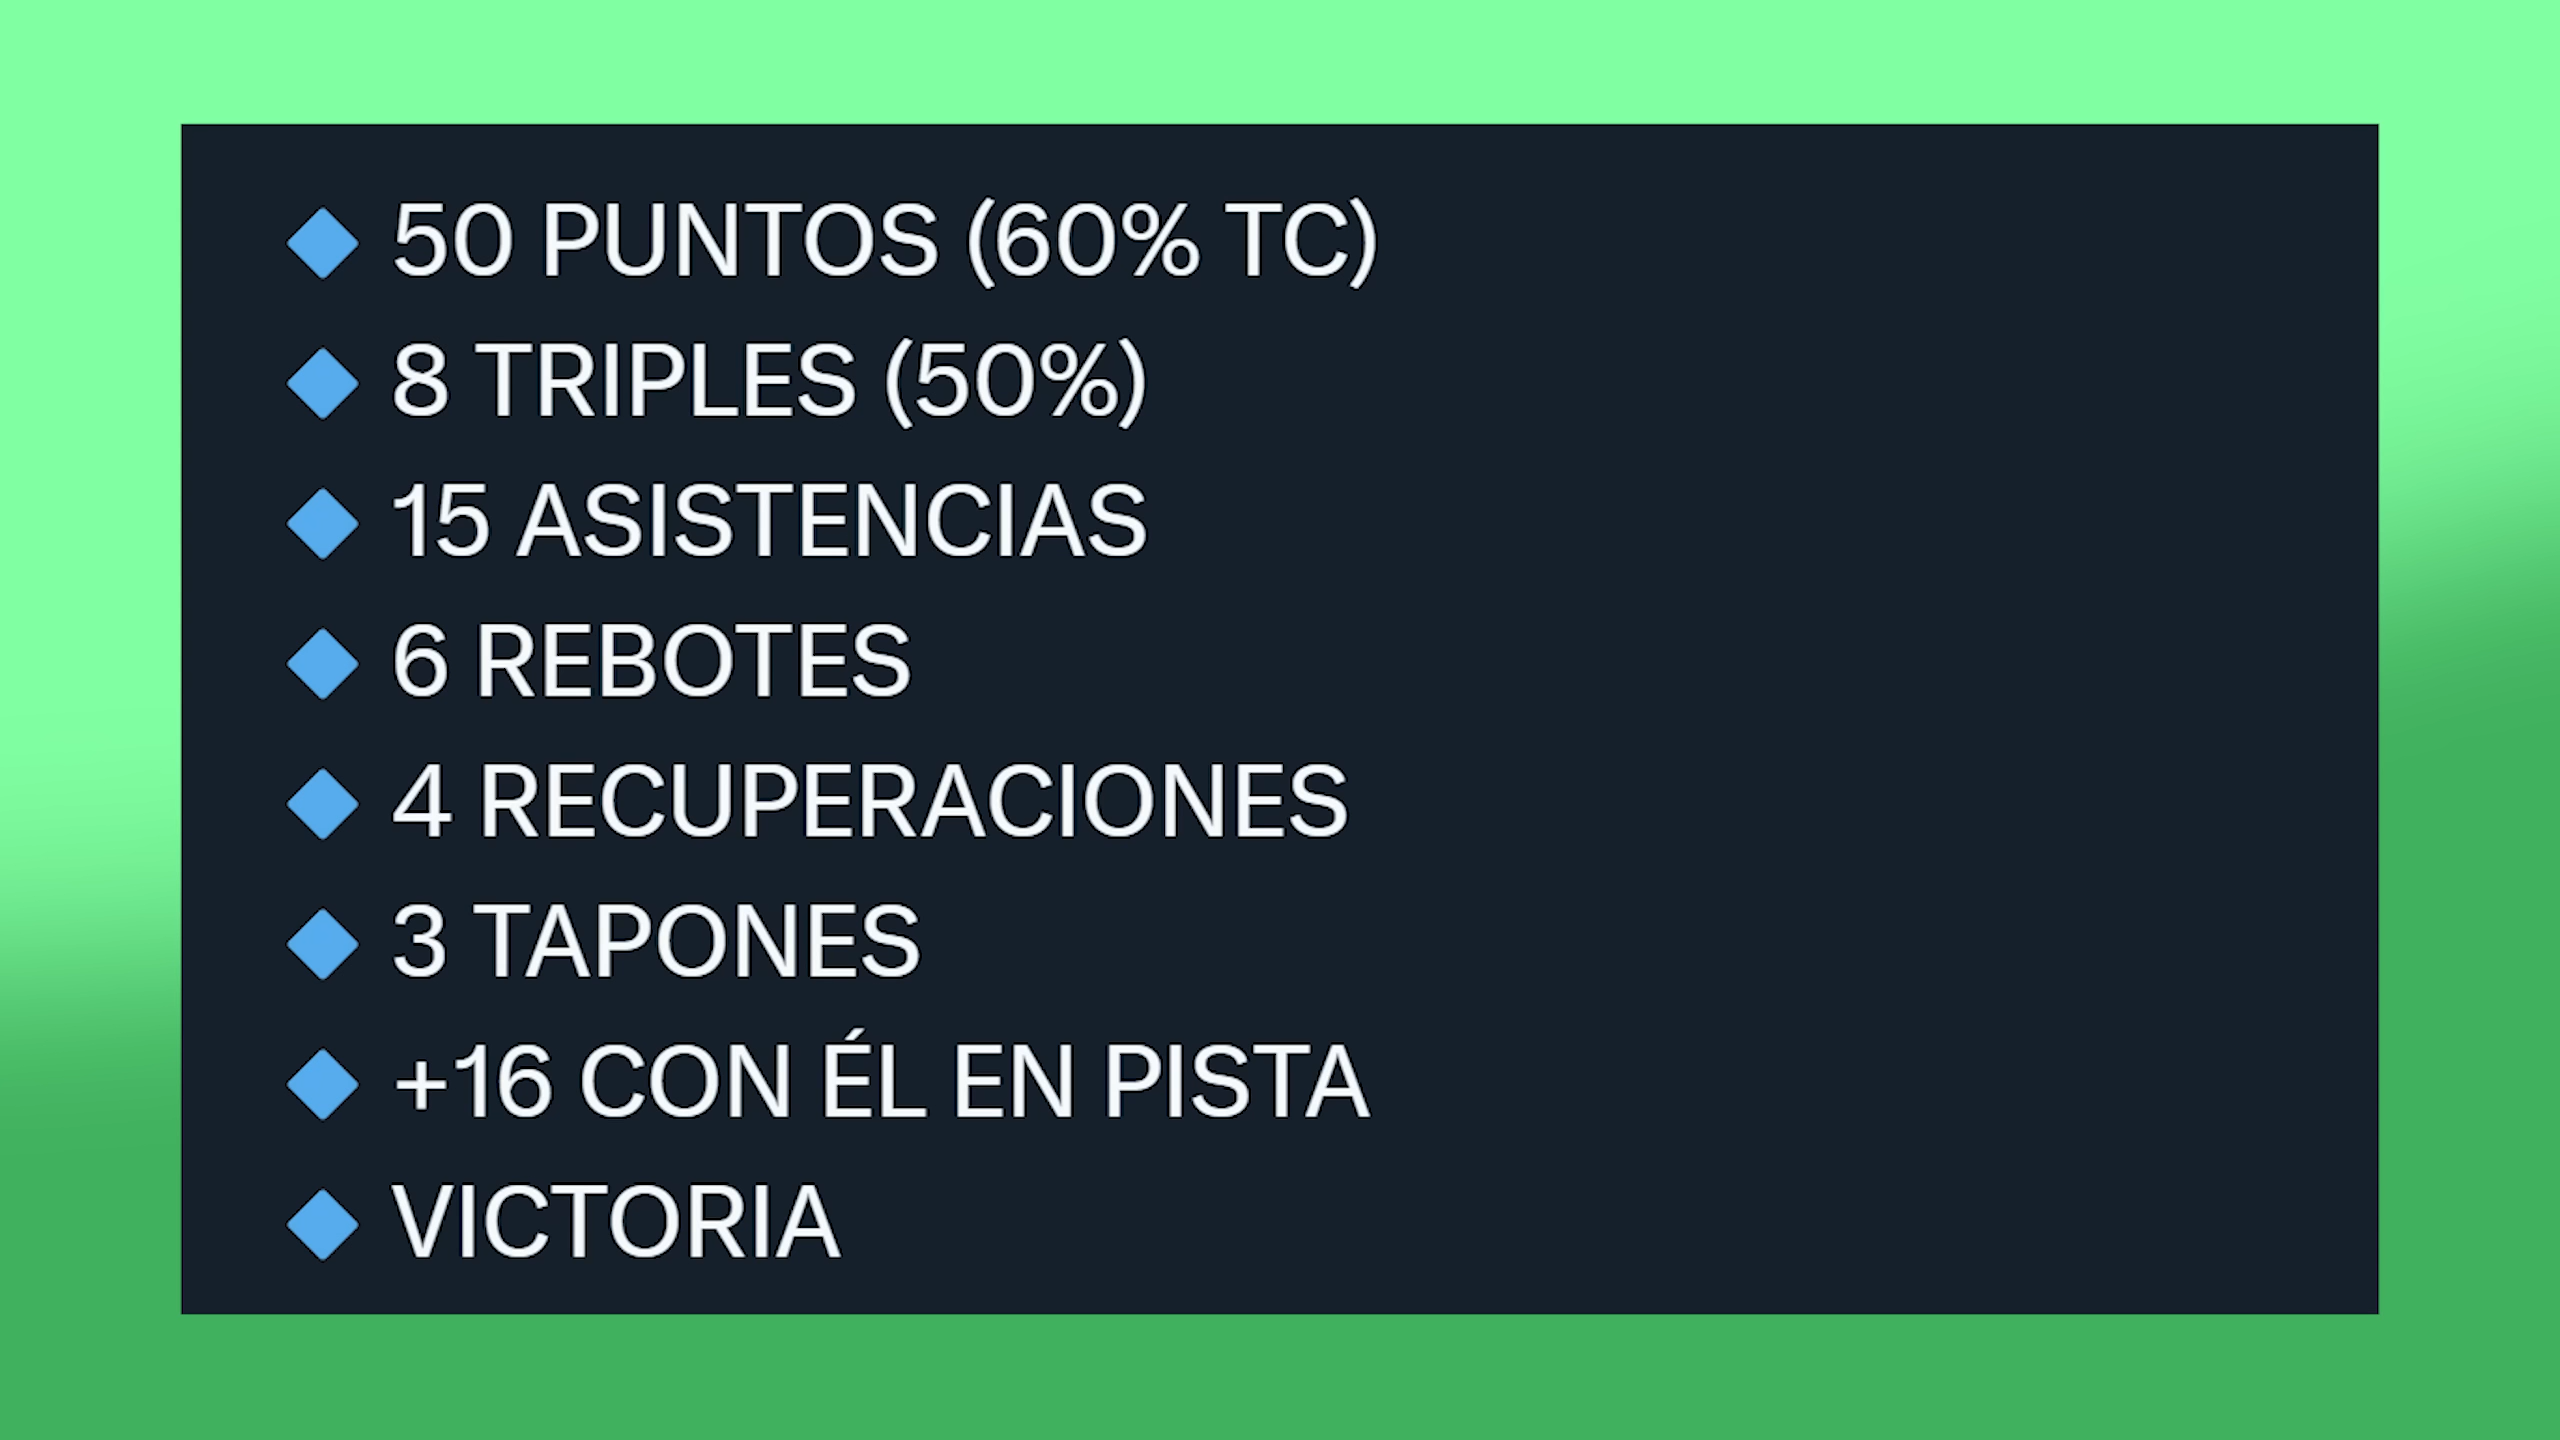 🔹 50 PUNTOS (60% TC)
🔹 8 TRIPLES (50%)
🔹 15 ASISTENCIAS
🔹 6 REBOTES
🔹 4 RECUPERACIONES
🔹 3 TAPONES
🔹 +16 CON ÉL EN PISTA
🔹 VICTORIA